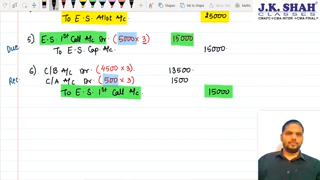 J.K. SHAH
CLASSES
To E.S. Allot A/c 25000
5) E.S. 1st Call A/c Dr. (5000 × 3) 15000
Due To E.S. Cap A/c 15000
6) C/B A/c Dr. (4500 × 3) 13500
Rec C/A A/c Dr. (500 × 3) 1500
To E.S. 1st Call A/c 15000